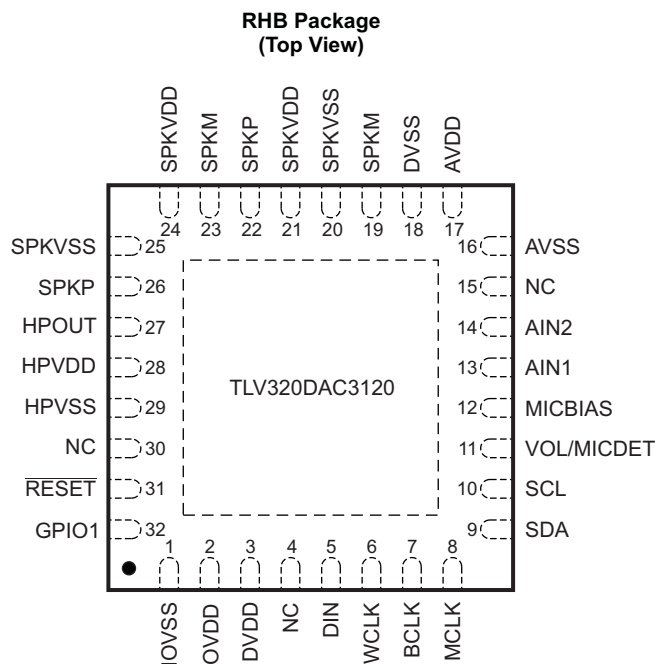 RHB Package
(Top View)
SPKVDD
SPKM
SPKP
SPKVDD
SPKVSS
SPKM
DVSS
AVDD
24
23
22
21
20
19
18
17
SPKVSS 25
16 AVSS
SPKP 26
15 NC
HPOUT 27
14 AIN2
HPVDD 28
13 AIN1
TLV320DAC3120
HPVSS 29
12 MICBIAS
NC 30
11 VOL/MICDET
RESET 31
10 SCL
GPIO1 32
9 SDA
1
2
3
4
5
6
7
8
IOVSS
IOVDD
DVDD
NC
DIN
WCLK
BCLK
MCLK